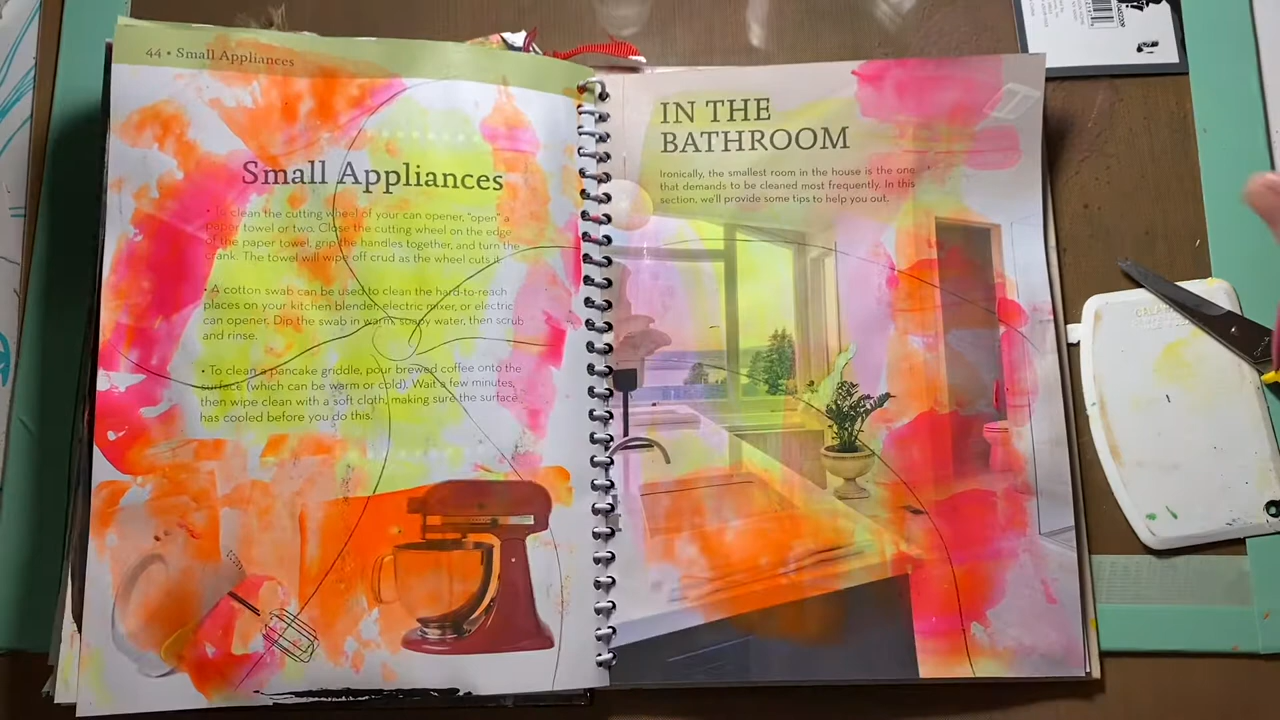 44 • Small Appliances
Small Appliances
• To clean the cutting wheel of your can opener, "open" a
paper towel or two. Close the cutting wheel on the edge
of the paper towel, grip the handles together, and turn the
crank. The towel will wipe off crud as the wheel cuts it.
• A cotton swab can be used to clean the hard-to-reach
places on your kitchen blender, electric mixer, or electric
can opener. Dip the swab in warm, soapy water, then scrub
and rinse.
• To clean a pancake griddle, pour brewed coffee onto the
surface (which can be warm or cold). Wait a few minutes,
then wipe clean with a soft cloth, making sure the surface
has cooled before you do this.
IN THE
BATHROOM
Ironically, the smallest room in the house is the one
that demands to be cleaned most frequently. In this
section, we'll provide some tips to help you out.